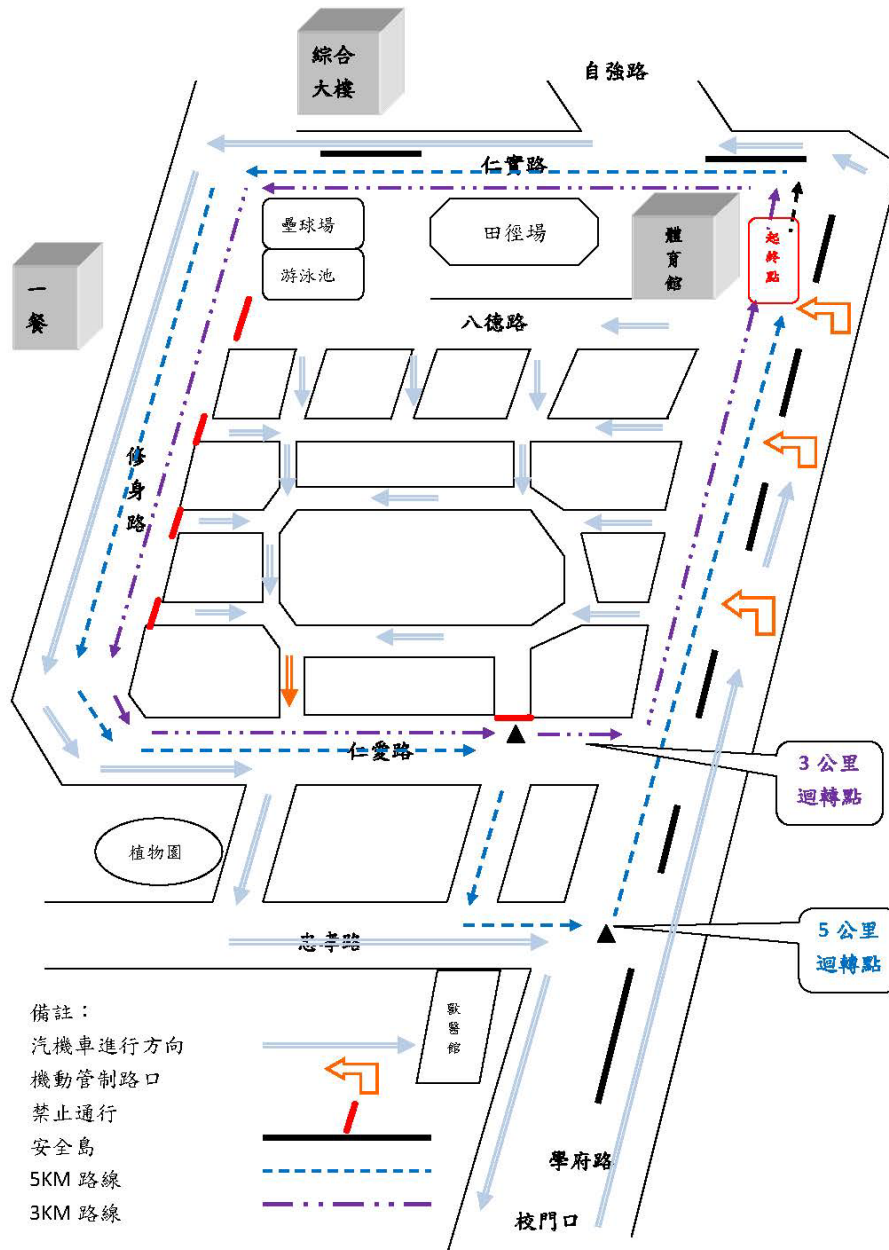 綜合
大樓
自強路
仁實路
壘球場
田徑場
體
育
館
起
終
點
游泳池
一
餐
八德路
修
身
路
仁愛路
3 公里
迴轉點
植物園
5 公里
迴轉點
忠孝路
獸
醫
館
備註：
汽機車進行方向
機動管制路口
禁止通行
安全島
5KM 路線
3KM 路線
學府路
校門口